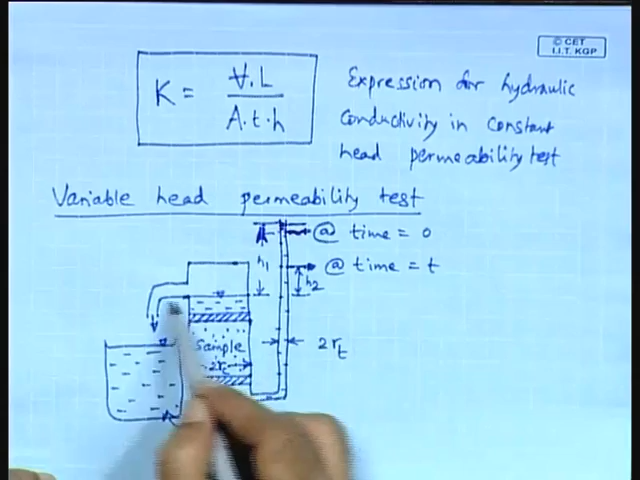 © CET
I.I.T. KGP
K = V.L / A.t.h
Expression for hydraulic
conductivity in constant
head permeability test
Variable head permeability test
@ time = 0
h1
@ time = t
h2
Sample
2rt
2rc